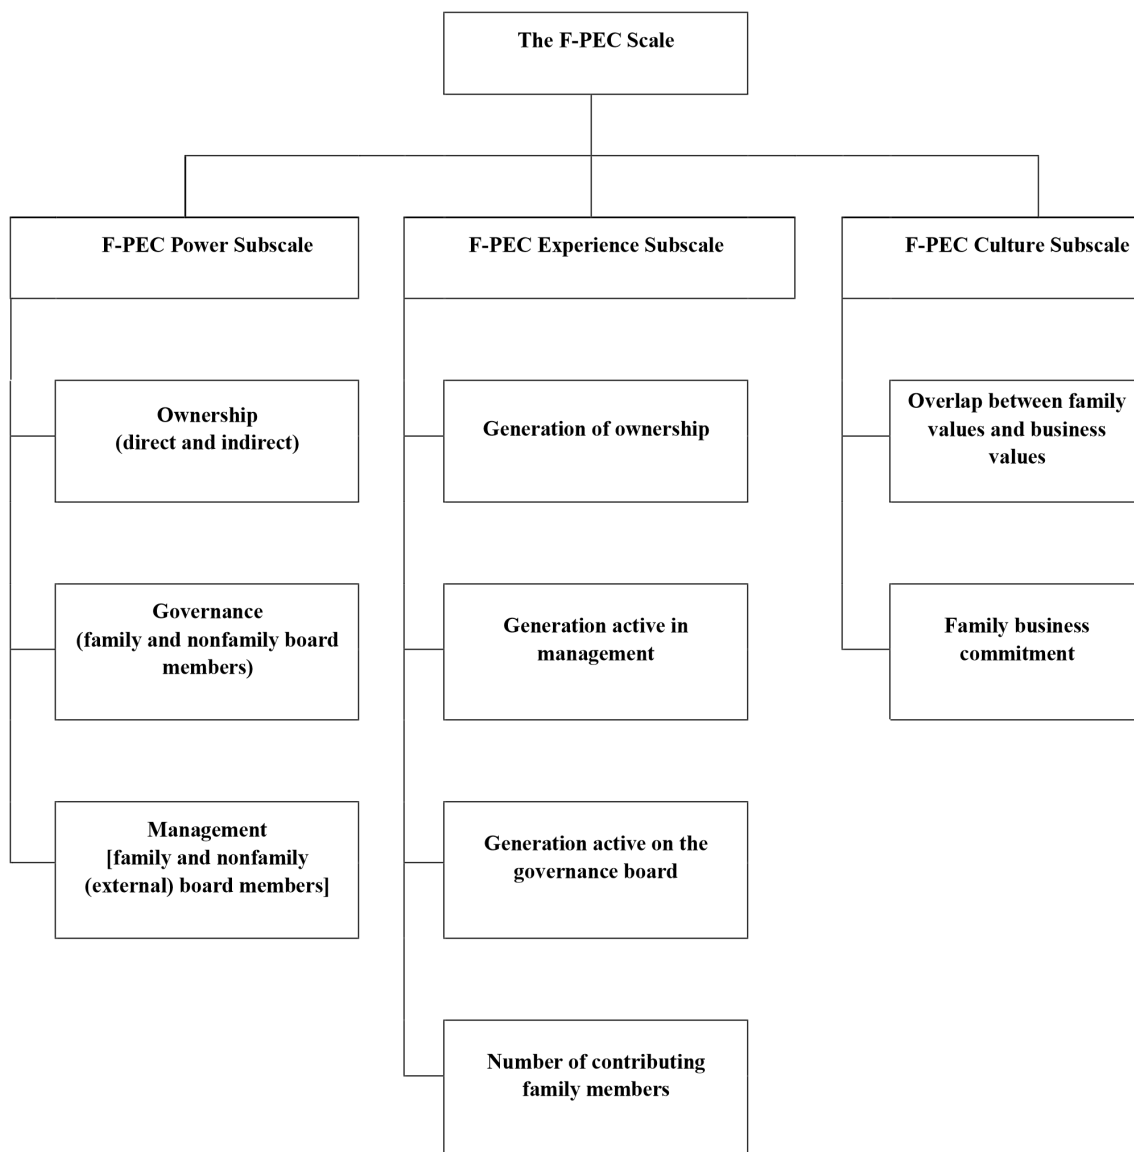 The F-PEC Scale
F-PEC Power Subscale
Ownership
(direct and indirect)
Governance
(family and nonfamily board
members)
Management
[family and nonfamily
(external) board members]
F-PEC Experience Subscale
Generation of ownership
Generation active in
management
Generation active on the
governance board
Number of contributing
family members
F-PEC Culture Subscale
Overlap between family
values and business
values
Family business
commitment